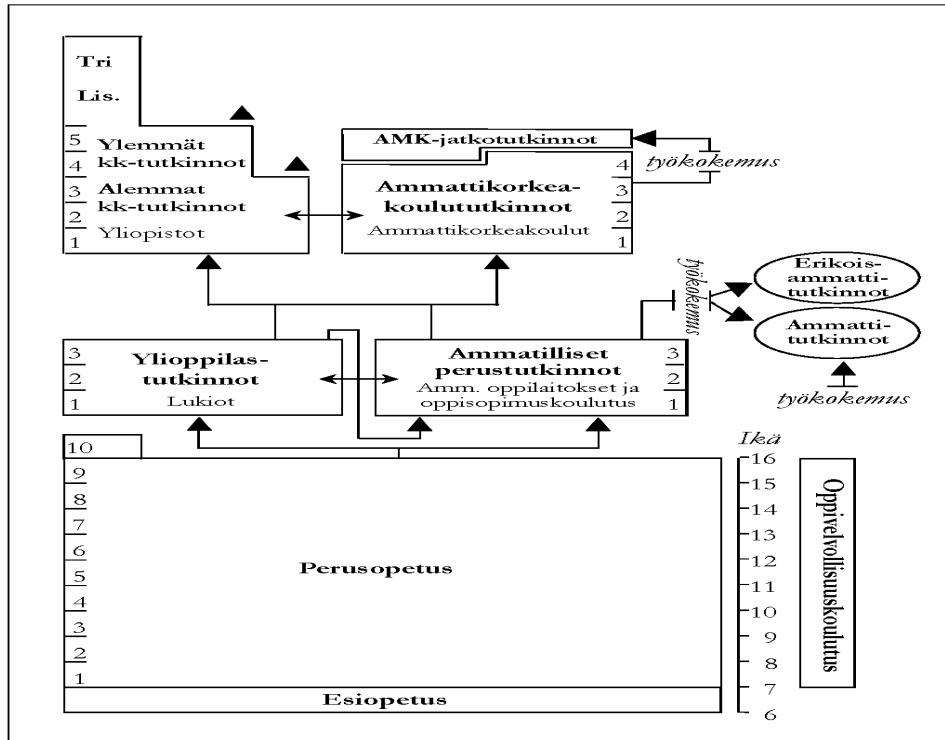 Tri
Lis.
5
4
3
2
1
Ylemmät
kk-tutkinnot
Alemmat
kk-tutkinnot
Yliopistot
AMK-jatkotutkinnot
Ammattikorkea-
koulututkinnot
Ammattikorkeakoulut
4
3
2
1
työkokemus
työkokemus
Erikois-
ammatti-
tutkinnot
Ammatti-
tutkinnot
työkokemus
3
2
1
Ylioppilas-
tutkinnot
Lukiot
Ammatilliset
perustutkinnot
Amm. oppilaitokset ja
oppisopimuskoulutus
3
2
1
10
9
8
7
6
5
4
3
2
1
Perusopetus
Esiopetus
Ikä
16
15
14
13
12
11
10
9
8
7
6
Oppivelvollisuuskoulutus